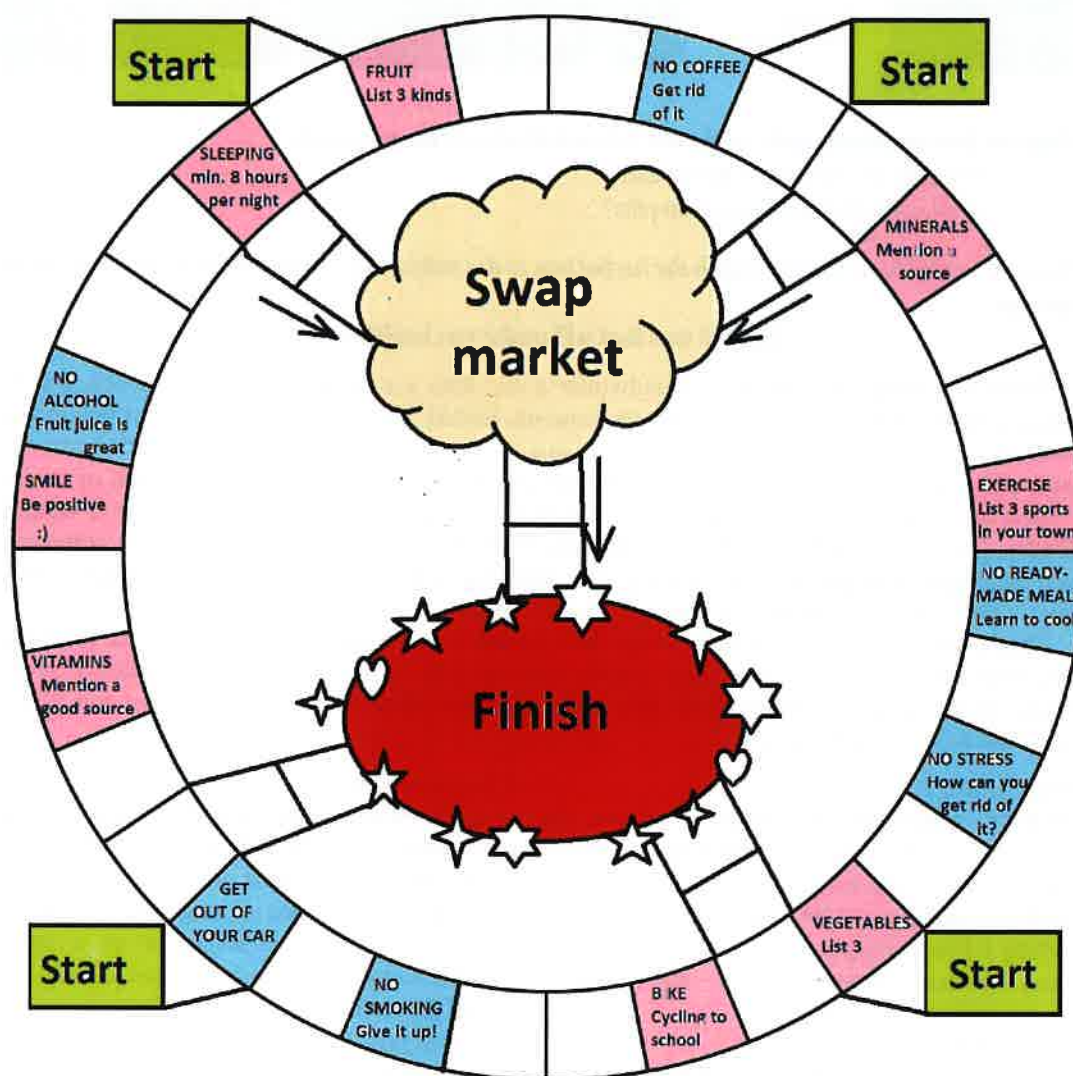 Start
Start
FRUIT
List 3 kinds
NO COFFEE
Get rid
of it
SLEEPING
min. 8 hours
per night
MINERALS
Mention a
source
Swap
market
NO
ALCOHOL
Fruit juice is
great
SMILE
Be positive
:)
EXERCISE
List 3 sports
in your town
NO READY-
MADE MEAL
Learn to cook
VITAMINS
Mention a
good source
Finish
NO STRESS
How can you
get rid of
it?
GET
OUT OF
YOUR CAR
VEGETABLES
List 3
Start
Start
NO
SMOKING
Give it up!
B KE
Cycling to
school